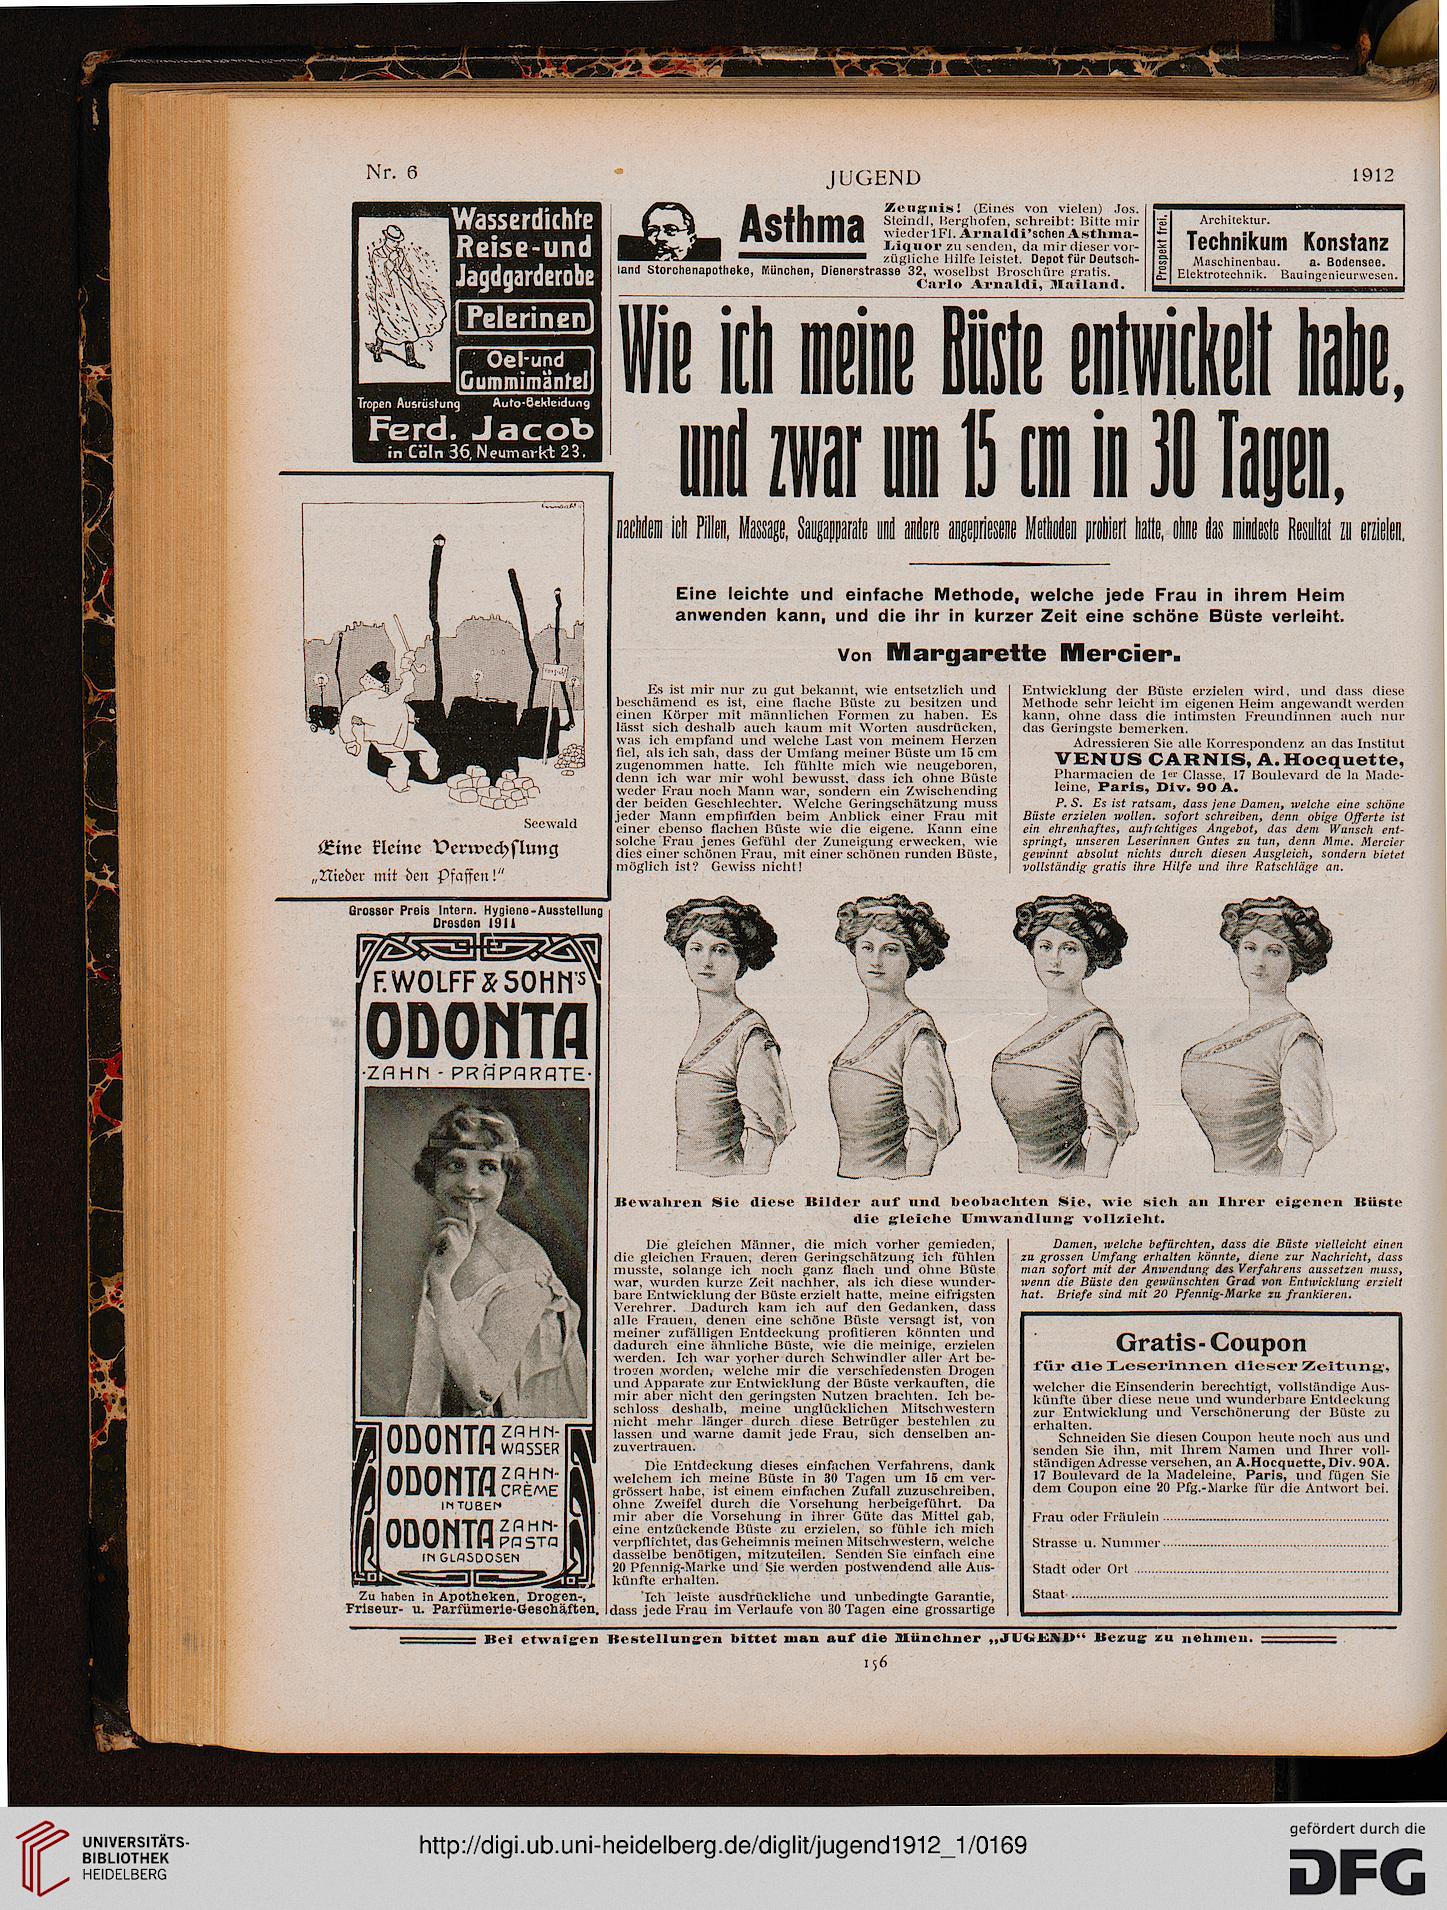 Nr. 6
JUGEND
1912
Wasserdichte
Reise-und
Jagdgarderobe
Pelerinen
Oel-und
Gummimäntel
Tropen Ausrüstung Auto-Bekleidung
Ferd. Jacob
in Cöln 36, Neumarkt 23.
Asthma
Zeugnis! (Eines von vielen) Jos.
Steindl, Berghofen, schreibt: Bitte mir
wieder 1 Fl. Arnaldi'schen Asthma-
Liquor zu senden, da mir dieser vor-
zügliche Hilfe leistet. Depot für Deutsch-
land Storchenapotheke, München, Dienerstrasse 32, woselbst Broschüre gratis.
Carlo Arnaldi, Mailand.
Prospekt frei.
Architektur.
Technikum Konstanz
Maschinenbau. a. Bodensee.
Elektrotechnik. Bauingenieurwesen.
Wie ich meine Büste entwickelt habe,
und zwar um 15 cm in 30 Tagen,
nachdem ich Pillen, Massage, Saugapparate und andere angepriesene Methoden probiert hatte, ohne das mindeste Resultat zu erzielen.
Eine leichte und einfache Methode, welche jede Frau in ihrem Heim
anwenden kann, und die ihr in kurzer Zeit eine schöne Büste verleiht.
Von Margarette Mercier.
Es ist mir nur zu gut bekannt, wie entsetzlich und
beschämend es ist, eine flache Büste zu besitzen und
einen Körper mit männlichen Formen zu haben. Es
lässt sich deshalb auch kaum mit Worten ausdrücken,
was ich empfand und welche Last von meinem Herzen
fiel, als ich sah, dass der Umfang meiner Büste um 15 cm
zugenommen hatte. Ich fühlte mich wie neugeboren,
denn ich war mir wohl bewusst, dass ich ohne Büste
weder Frau noch Mann war, sondern ein Zwischending
der beiden Geschlechter. Welche Geringschätzung muss
jeder Mann empfinden beim Anblick einer Frau mit
einer ebenso flachen Büste wie die eigene. Kann eine
solche Frau jenes Gefühl der Zuneigung erwecken, wie
dies einer schönen Frau, mit einer schönen runden Büste,
möglich ist? Gewiss nicht!
Entwicklung der Büste erzielen wird, und dass diese
Methode sehr leicht im eigenen Heim angewandt werden
kann, ohne dass die intimsten Freundinnen auch nur
das Geringste bemerken.
Adressieren Sie alle Korrespondenz an das Institut
VENUS CARNIS, A. Hocquette,
Pharmacien de 1er Classe, 17 Boulevard de la Made-
leine, Paris, Div. 90 A.
P. S. Es ist ratsam, dass jene Damen, welche eine schöne
Büste erzielen wollen, sofort schreiben, denn obige Offerte ist
ein ehrenhaftes, aufrichtiges Angebot, das dem Wunsch ent-
springt, unseren Leserinnen Gutes zu tun, denn Mme. Mercier
gewinnt absolut nichts durch diesen Ausgleich, sondern bietet
vollständig gratis ihre Hilfe und ihre Ratschläge an.
Seewald
Eine kleine Verwechslung
„Nieder mit den Pfaffen!"
Grosser Preis Intern. Hygiene-Ausstellung
Dresden 1911
F. WOLFF & SOHN'S
ODONTA
·ZAHN-PRÄPARATE·
ODONTA ZAHN-
WASSER
ODONTA ZAHN-
CRÈME
IN TUBEN
ODONTA ZAHN-
PASTA
IN GLASDOSEN
Zu haben in Apotheken, Drogen-,
Friseur- u. Parfümerie-Geschäften.
Bewahren Sie diese Bilder auf und beobachten Sie, wie sich an Ihrer eigenen Büste
die gleiche Umwandlung vollzieht.
Die gleichen Männer, die mich vorher gemieden,
die gleichen Frauen, deren Geringschätzung ich fühlen
musste, solange ich noch ganz flach und ohne Büste
war, wurden kurze Zeit nachher, als ich diese wunder-
bare Entwicklung der Büste erzielt hatte, meine eifrigsten
Verehrer. Dadurch kam ich auf den Gedanken, dass
alle Frauen, denen eine schöne Büste versagt ist, von
meiner zufälligen Entdeckung profitieren könnten und
dadurch eine ähnliche Büste, wie die meinige, erzielen
werden. Ich war vorher durch Schwindler aller Art be-
trogen worden, welche mir die verschiedensten Drogen
und Apparate zur Entwicklung der Büste verkauften, die
mir aber nicht den geringsten Nutzen brachten. Ich be-
schloss deshalb, meine unglücklichen Mitschwestern
nicht mehr länger durch diese Betrüger bestehlen zu
lassen und warne damit jede Frau, sich denselben an-
zuvertrauen.
Die Entdeckung dieses einfachen Verfahrens, dank
welchem ich meine Büste in 30 Tagen um 15 cm ver-
grössert habe, ist einem einfachen Zufall zuzuschreiben,
ohne Zweifel durch die Vorsehung herbeigeführt. Da
mir aber die Vorsehung in ihrer Güte das Mittel gab,
eine entzückende Büste zu erzielen, so fühle ich mich
verpflichtet, das Geheimnis meinen Mitschwestern, welche
dasselbe benötigen, mitzuteilen. Senden Sie einfach eine
20 Pfennig-Marke und Sie werden postwendend alle Aus-
künfte erhalten.
Ich leiste ausdrückliche und unbedingte Garantie,
dass jede Frau im Verlaufe von 30 Tagen eine grossartige
Damen, welche befürchten, dass die Büste vielleicht einen
zu grossen Umfang erhalten könnte, diene zur Nachricht, dass
man sofort mit der Anwendung des Verfahrens aussetzen muss,
wenn die Büste den gewünschten Grad von Entwicklung erzielt
hat. Briefe sind mit 20 Pfennig-Marke zu frankieren.
Gratis-Coupon
für die Leserinnen dieser Zeitung,
welcher die Einsenderin berechtigt, vollständige Aus-
künfte über diese neue und wunderbare Entdeckung
zur Entwicklung und Verschönerung der Büste zu
erhalten.
Schneiden Sie diesen Coupon heute noch aus und
senden Sie ihn, mit Ihrem Namen und Ihrer voll-
ständigen Adresse versehen, an A. Hocquette, Div. 90A.
17 Boulevard de la Madeleine, Paris, und fügen Sie
dem Coupon eine 20 Pfg.-Marke für die Antwort bei.
Frau oder Fräulein
Strasse u. Nummer
Stadt oder Ort
Staat
Bei etwaigen Bestellungen bittet man auf die Münchner „JUGEND" Bezug zu nehmen.
156
UNIVERSITÄTS-
BIBLIOTHEK
HEIDELBERG
http://digi.ub.uni-heidelberg.de/diglit/jugend1912_1/0169
gefördert durch die
DFG